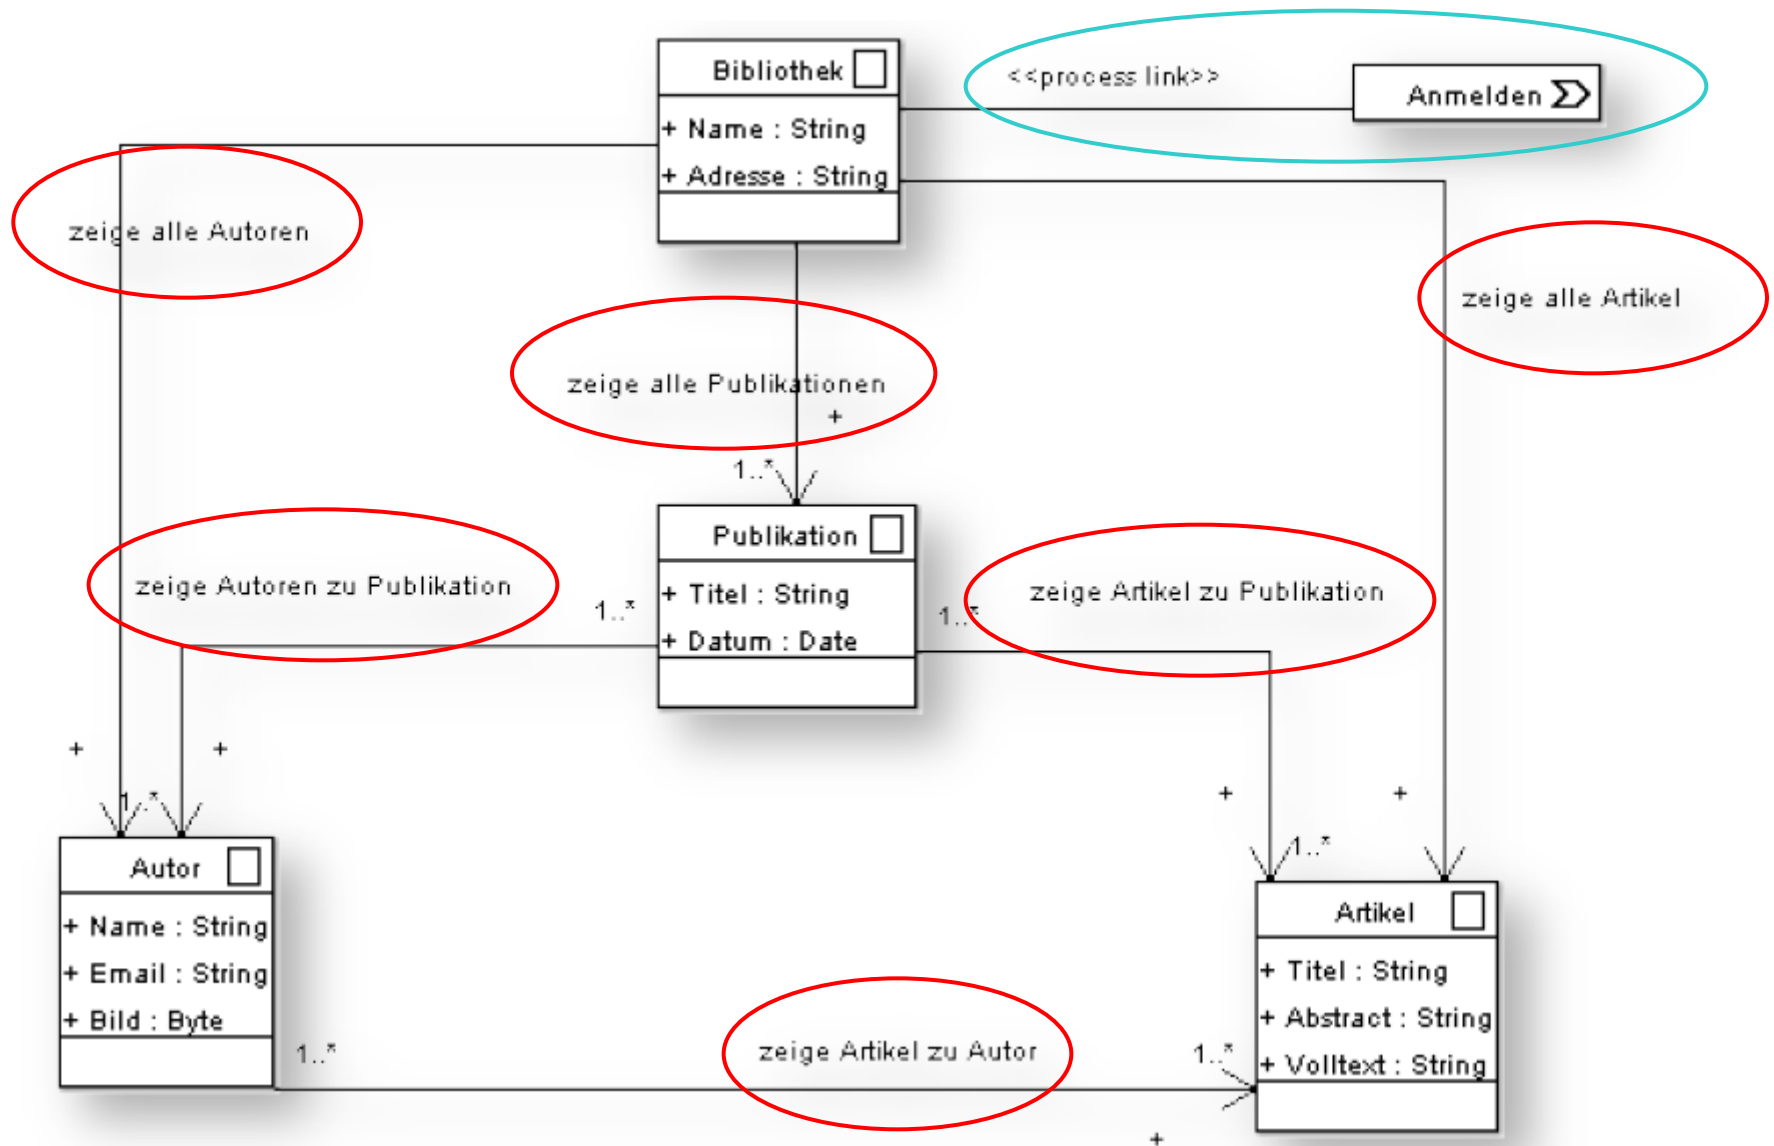 Bibliothek
+ Name : String
+ Adresse : String
<<process link>>
Anmelden
zeige alle Autoren
zeige alle Artikel
zeige alle Publikationen
+
1..*
Publikation
+ Titel : String
+ Datum : Date
zeige Autoren zu Publikation
1..*
1..*
zeige Artikel zu Publikation
+
+
1..*
+
+
1..*
Autor
+ Name : String
+ Email : String
+ Bild : Byte
Artikel
+ Titel : String
+ Abstract : String
+ Volltext : String
1..*
zeige Artikel zu Autor
1..*
+